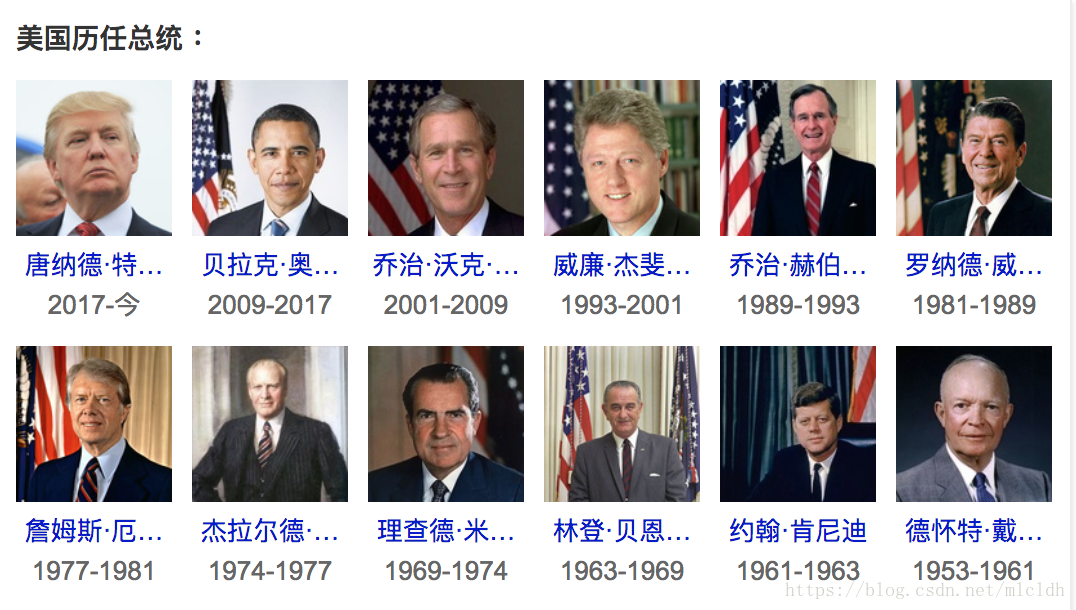 美国历任总统：
唐纳德·特... 贝拉克·奥... 乔治·沃克·... 威廉·杰斐... 乔治·赫伯... 罗纳德·威...
2017-今 2009-2017 2001-2009 1993-2001 1989-1993 1981-1989
詹姆斯·厄... 杰拉尔德·... 理查德·米... 林登·贝恩... 约翰·肯尼迪 德怀特·戴...
1977-1981 1974-1977 1969-1974 1963-1969 1961-1963 1953-1961
https://blog.csdn.net/mlcldh